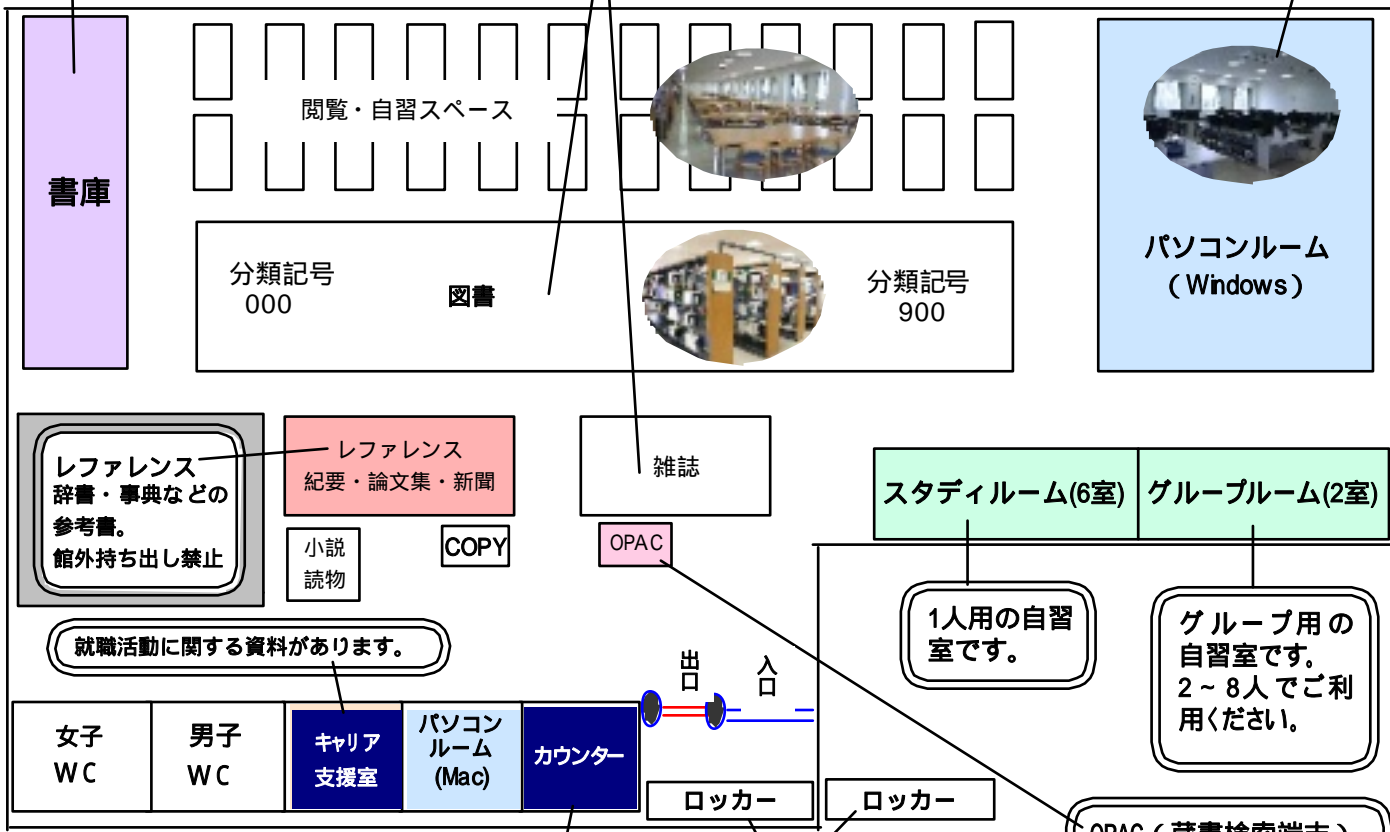 閲覧・自習スペース
書庫
パソコンルーム
(Windows)
分類記号
000
図書
分類記号
900
レファレンス
辞書・事典などの
参考書。
館外持ち出し禁止
レファレンス
紀要・論文集・新聞
雑誌
小説
読物
COPY
OPAC
スタディルーム(6室)
グループルーム(2室)
1人用の自習
室です。
グループ用の
自習室です。
2~8人でご利
用ください。
就職活動に関する資料があります。
出口
入口
女子
WC
男子
WC
キャリア
支援室
パソコン
ルーム
(Mac)
カウンター
ロッカー
ロッカー
OPAC(蔵書検索端末)